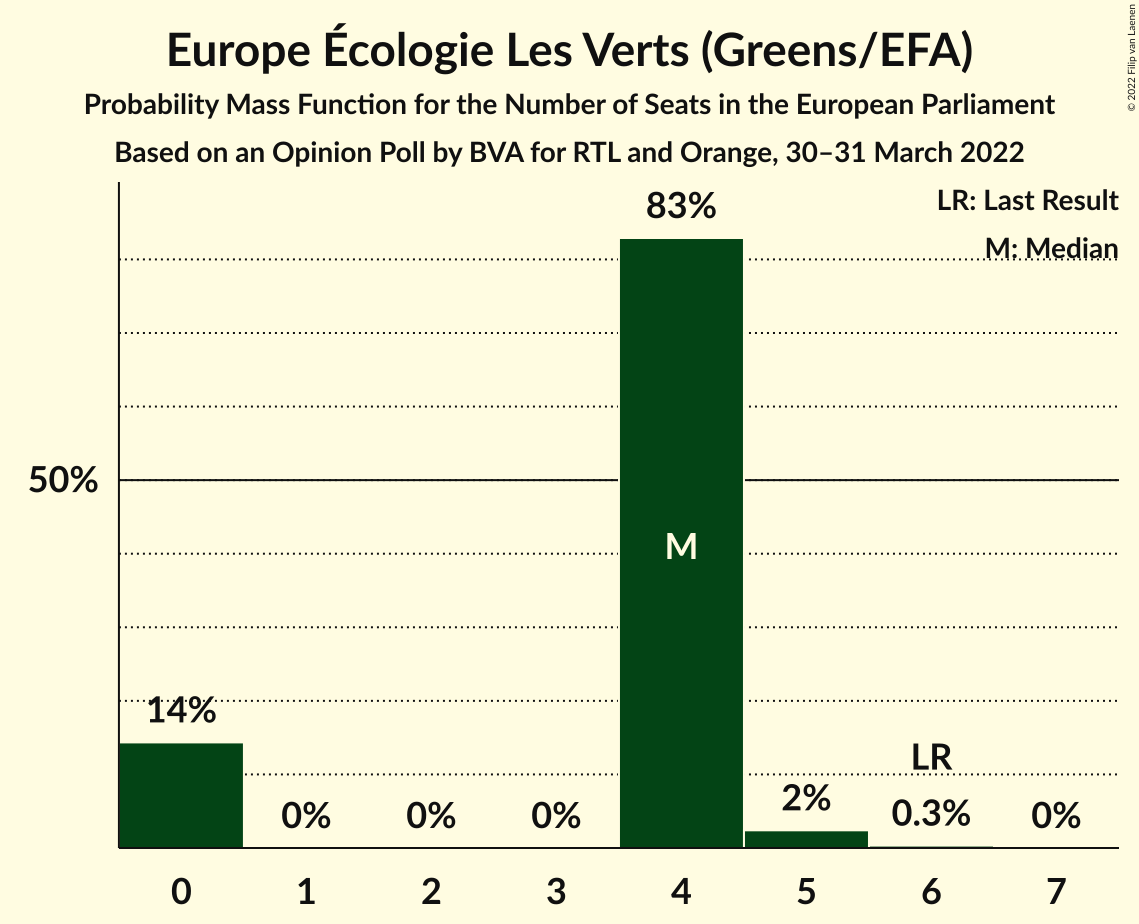 Europe Écologie Les Verts (Greens/EFA)
Probability Mass Function for the Number of Seats in the European Parliament
Based on an Opinion Poll by BVA for RTL and Orange, 30–31 March 2022
© 2022 Filip van Laenen
LR: Last Result
M: Median
83%
50%
M
14%
0%
0%
0%
2%
LR
0.3%
0%
0 1 2 3 4 5 6 7